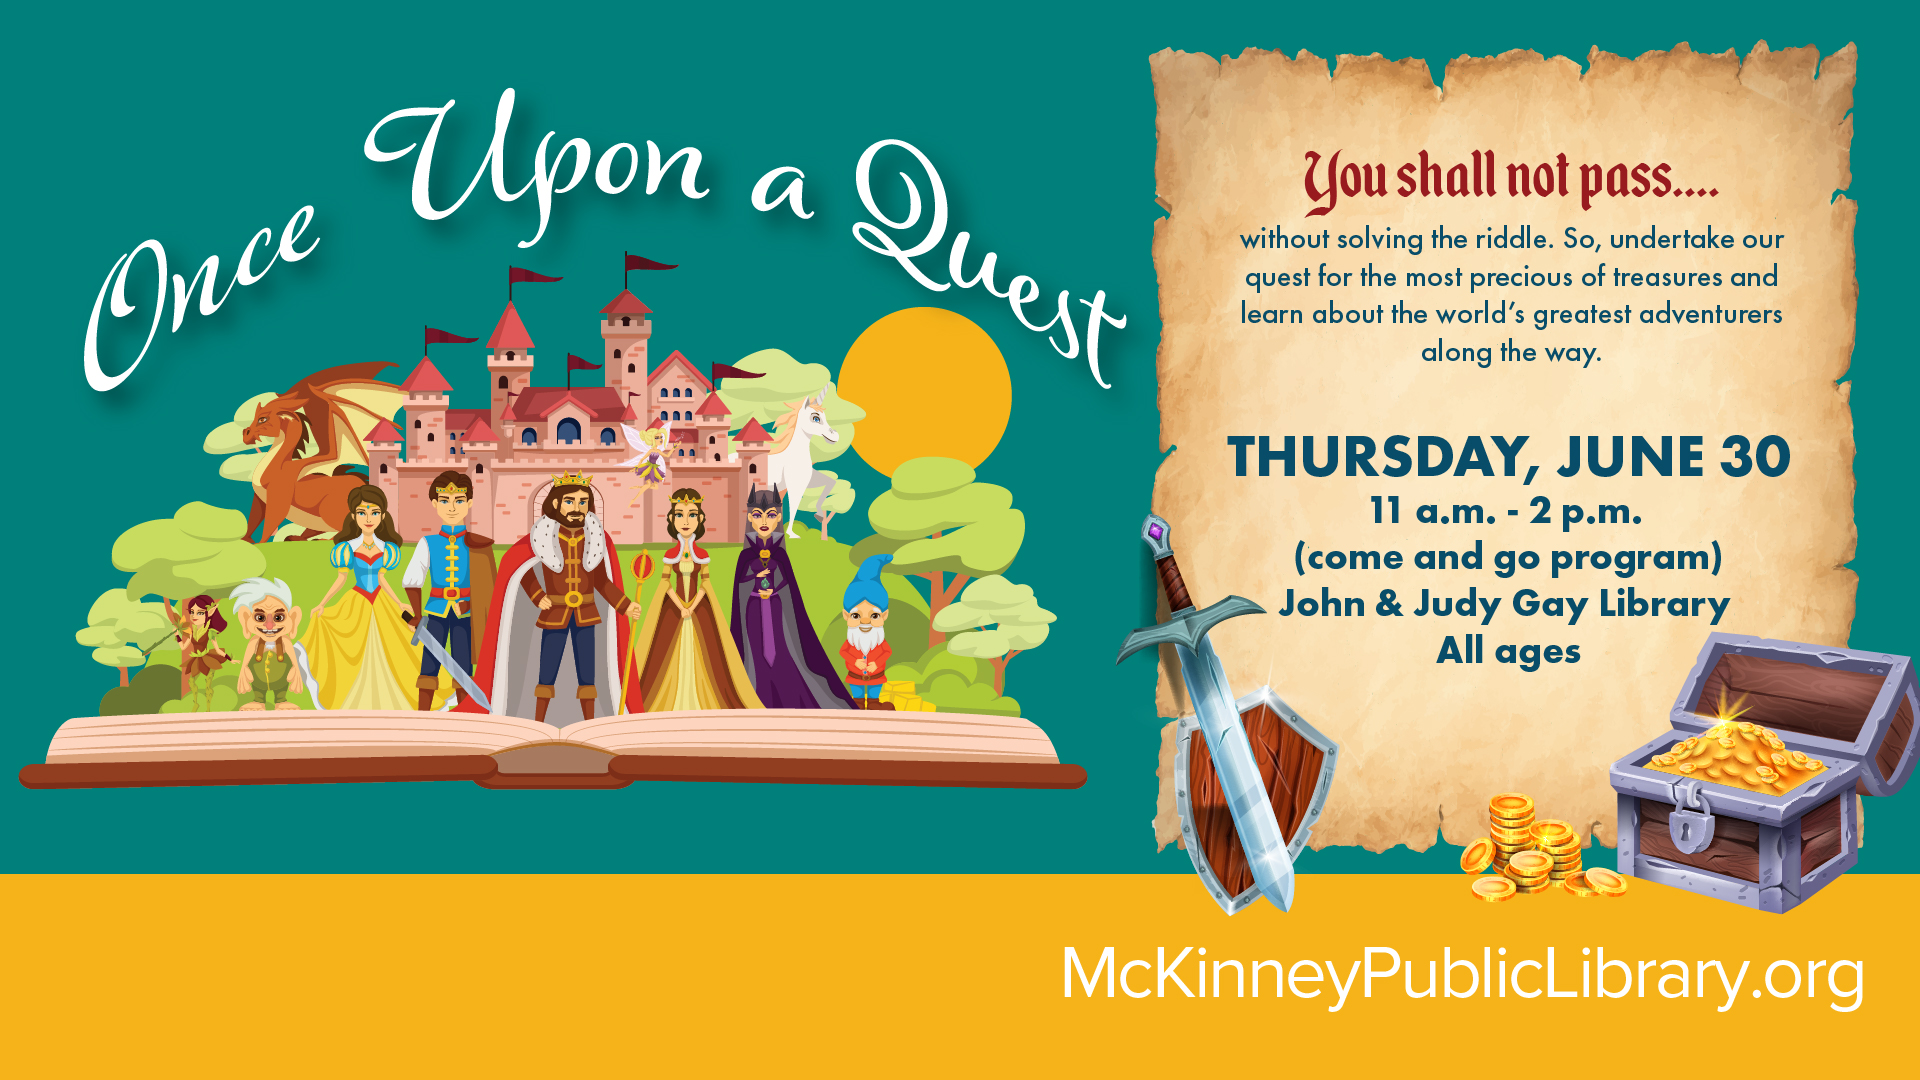 Once Upon a Quest
You shall not pass....
without solving the riddle. So, undertake our
quest for the most precious of treasures and
learn about the world's greatest adventurers
along the way.
THURSDAY, JUNE 30
11 a.m. - 2 p.m.
(come and go program)
John & Judy Gay Library
All ages
McKinneyPublicLibrary.org